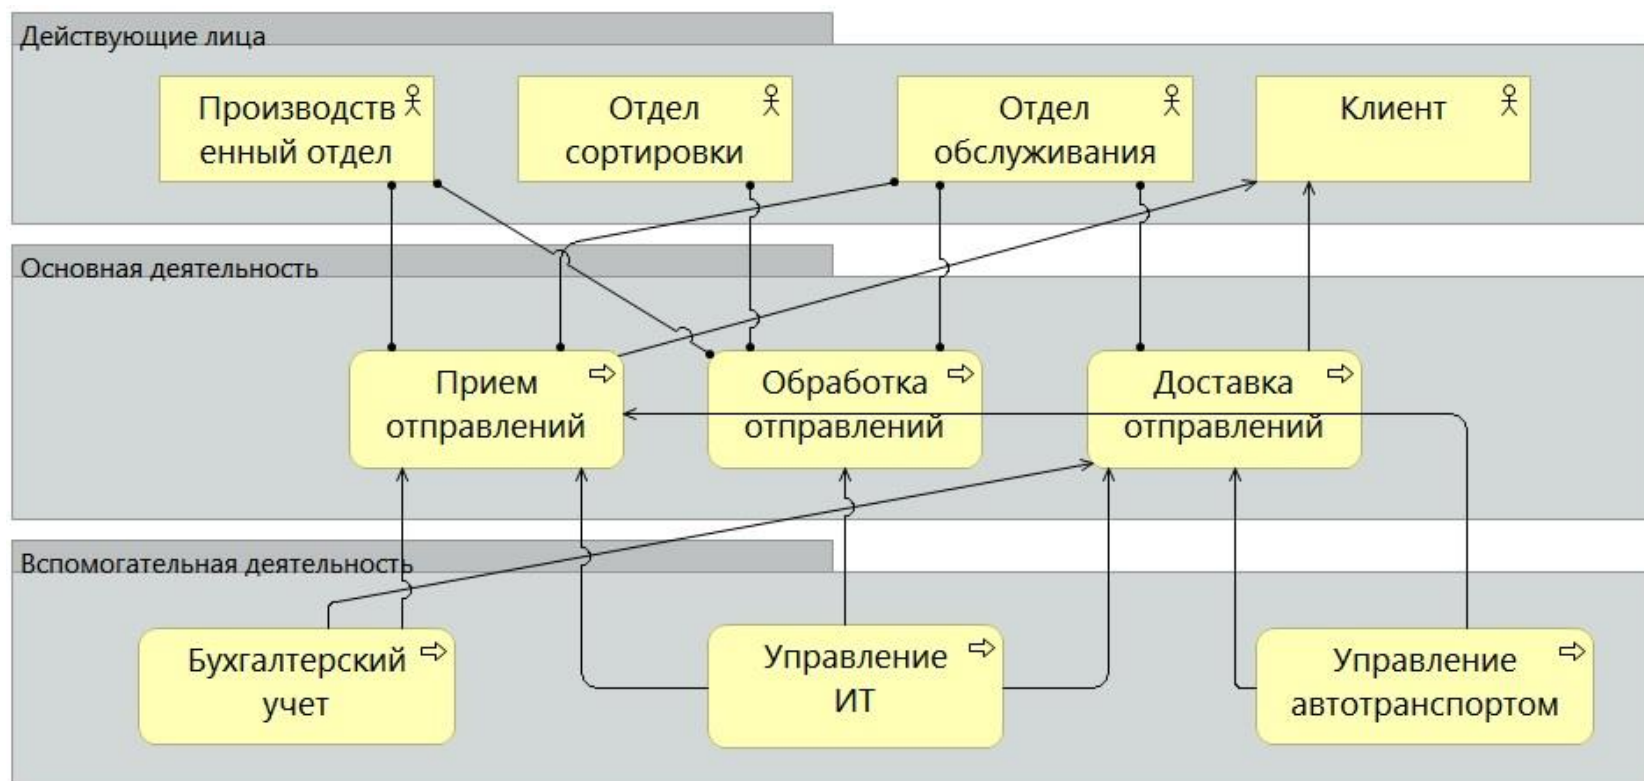 Действующие лица
Производств
енный отдел
Отдел
сортировки
Отдел
обслуживания
Клиент
Основная деятельность
Прием
отправлений
Обработка
отправлений
Доставка
отправлений
Вспомогательная деятельность
Бухгалтерский
учет
Управление
ИТ
Управление
автотранспортом